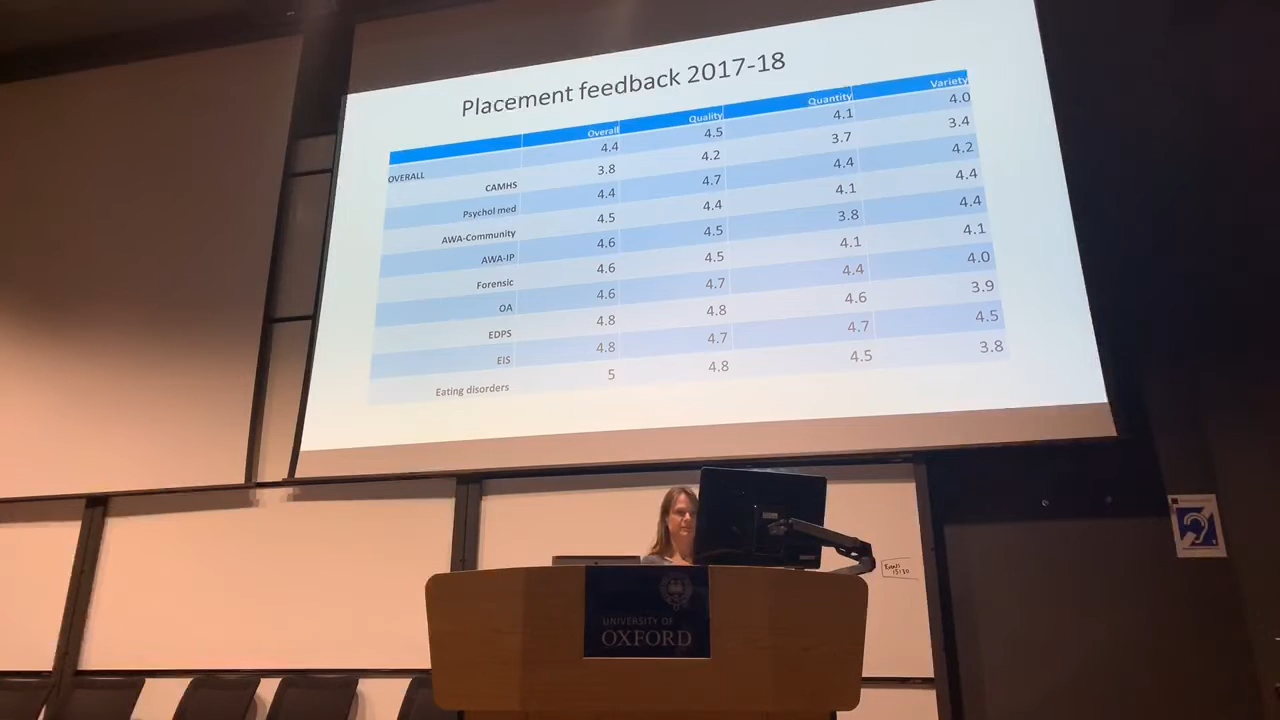 Placement feedback 2017-18
Overall Quality Quantity Variety
OVERALL 4.4 4.5 4.1 4.0
CAMHS 3.8 4.2 3.7 3.4
Psychol med 4.4 4.7 4.4 4.2
AWA-Community 4.5 4.4 4.1 4.4
AWA-IP 4.6 4.5 3.8 4.4
Forensic 4.6 4.5 4.1 4.1
OA 4.6 4.7 4.4 4.0
EDPS 4.8 4.8 4.6 3.9
EIS 4.8 4.7 4.7 4.5
Eating disorders 5 4.8 4.5 3.8
UNIVERSITY OF
OXFORD